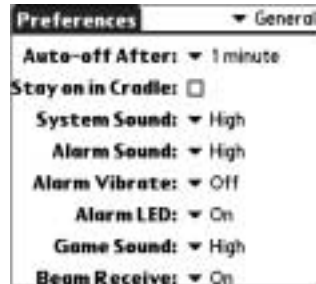 Preferences ▼ General
Auto-off After: ▼ 1 minute
Stay on in Cradle: ☐
System Sound: ▼ High
Alarm Sound: ▼ High
Alarm Vibrate: ▼ Off
Alarm LED: ▼ On
Game Sound: ▼ High
Beam Receive: ▼ On